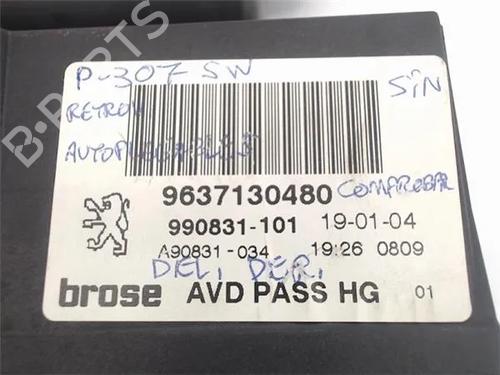 B-PARTS
P-307 SW
SIN
RETROV
AUTOPLEGABLES
9637130480
COMPROBAR
990831-101 19-01-04
A90831-034 19:26 0809
DEL. DER.
brose AVD PASS HG 01